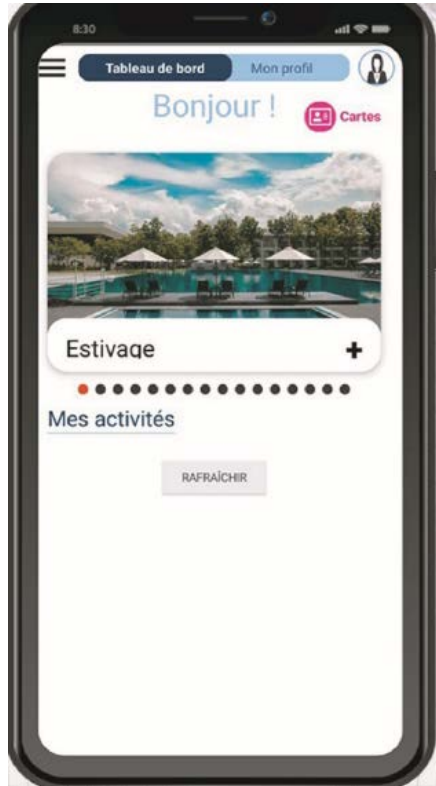 8:30
Tableau de bord Mon profil
Bonjour !
Cartes
Estivage
+
Mes activités
RAFRAÎCHIR